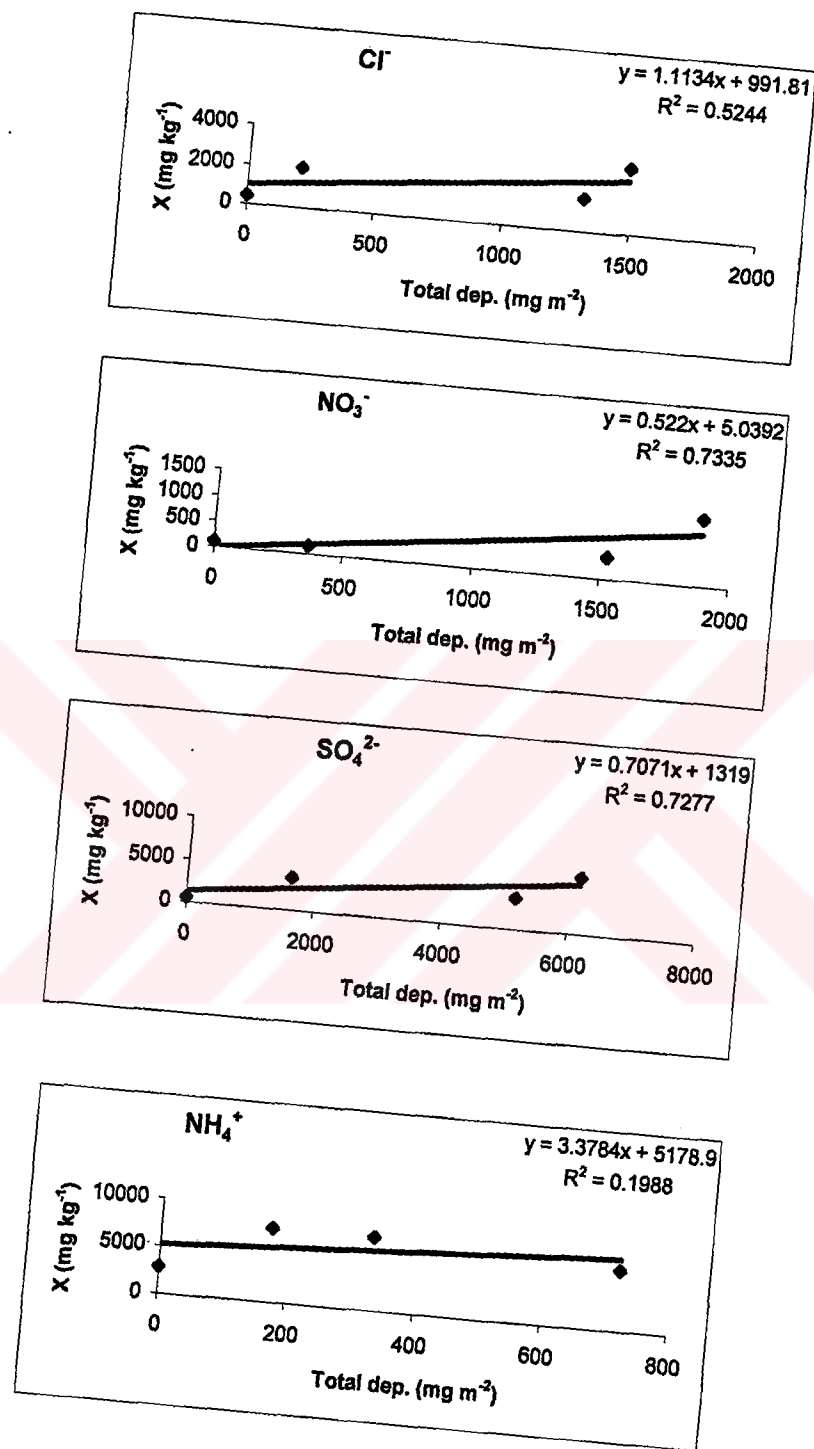 Cl⁻
y = 1.1134x + 991.81
R² = 0.5244
X (mg kg⁻¹)
4000
2000
0
0 500 1000 1500 2000
Total dep. (mg m⁻²)
NO₃⁻
y = 0.522x + 5.0392
R² = 0.7335
X (mg kg⁻¹)
1500
1000
500
0
0 500 1000 1500 2000
Total dep. (mg m⁻²)
SO₄²⁻
y = 0.7071x + 1319
R² = 0.7277
X (mg kg⁻¹)
10000
5000
0
0 2000 4000 6000 8000
Total dep. (mg m⁻²)
NH₄⁺
y = 3.3784x + 5178.9
R² = 0.1988
X (mg kg⁻¹)
10000
5000
0
0 200 400 600 800
Total dep. (mg m⁻²)